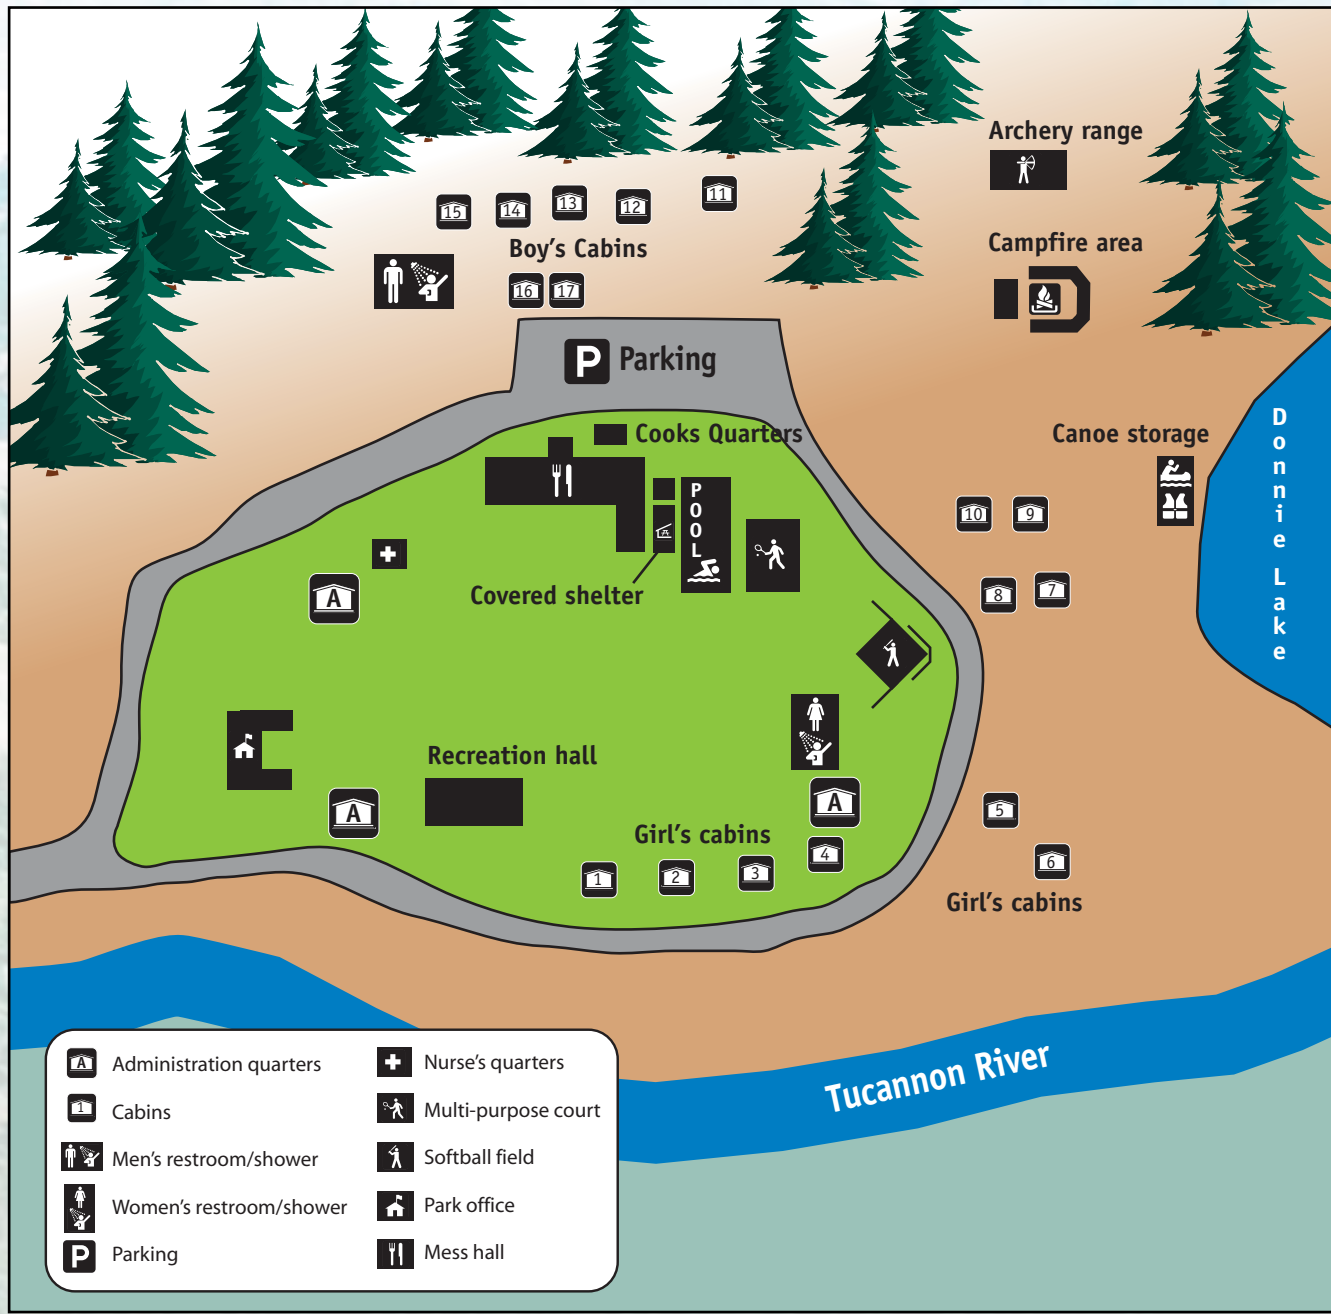 Archery range
15
14
13
12
11
Boy's Cabins
Campfire area
16
17
P
Parking
Cooks Quarters
Canoe storage
POOL
Donnie Lake
10
9
8
7
A
Covered shelter
Recreation hall
A
A
Girl's cabins
1
2
3
4
5
6
Girl's cabins
Tucannon River
A
Administration quarters
1
Cabins
Men's restroom/shower
Women's restroom/shower
P
Parking
Nurse's quarters
Multi-purpose court
Softball field
Park office
Mess hall